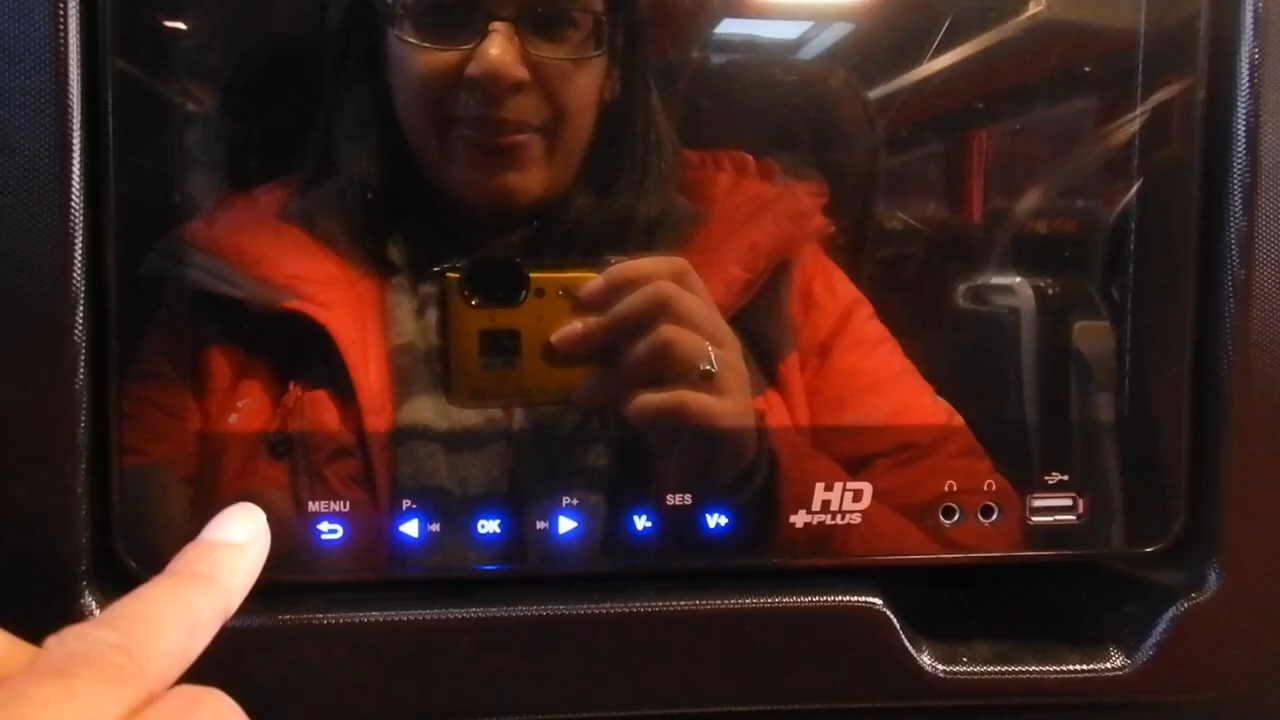 MENU
P-
OK
P+
SES
V-
V+
HD
+PLUS